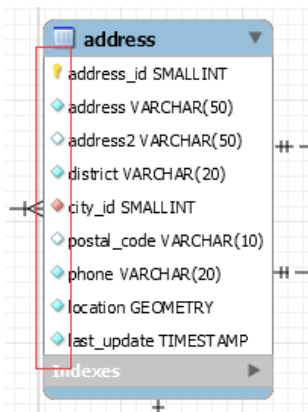 address
address_id SMALLINT
address VARCHAR(50)
address2 VARCHAR(50)
district VARCHAR(20)
city_id SMALLINT
postal_code VARCHAR(10)
phone VARCHAR(20)
location GEOMETRY
last_update TIMESTAMP
Indexes